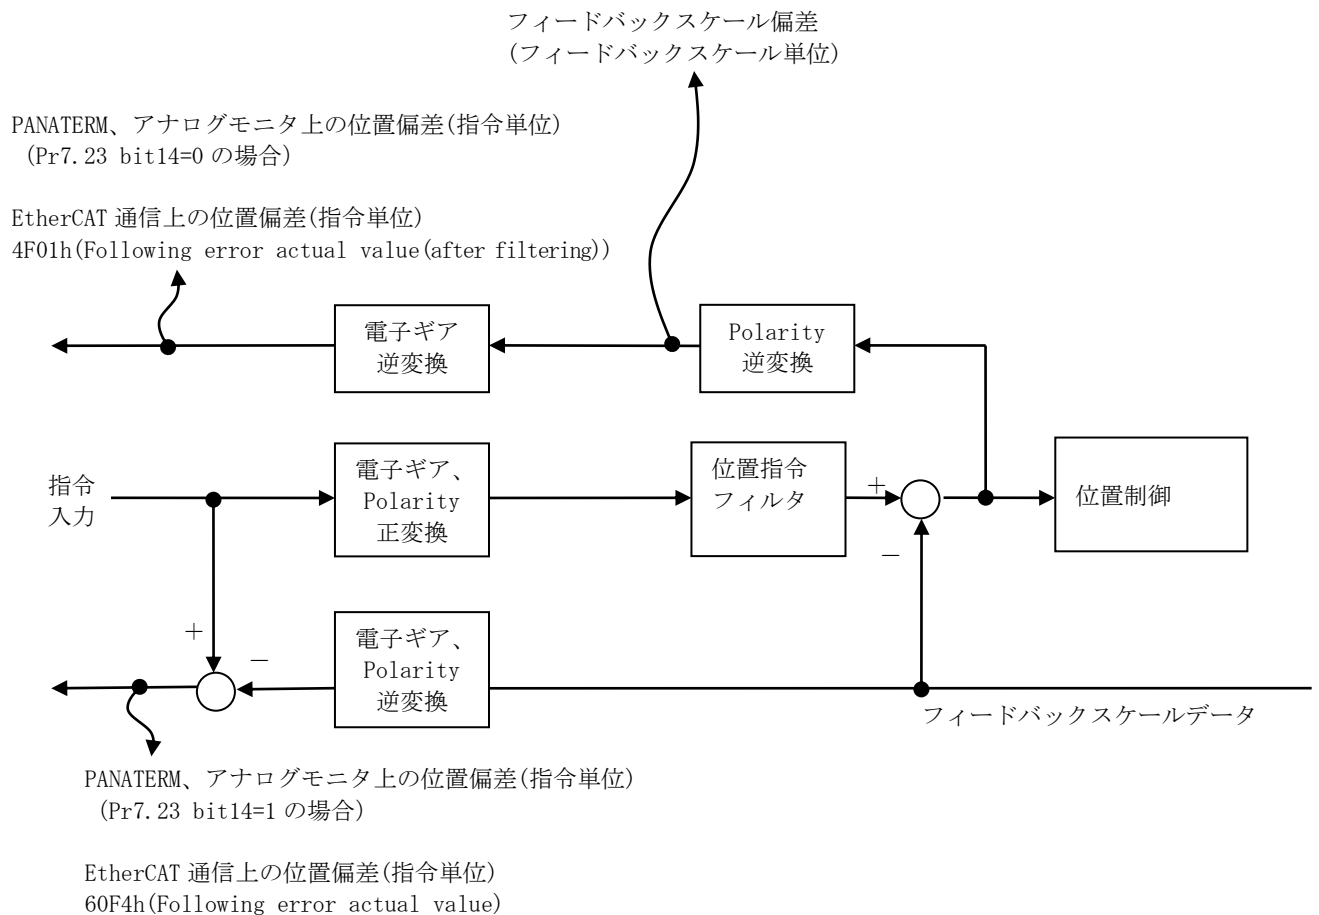 フィードバックスケール偏差
(フィードバックスケール単位)
PANATERM、アナログモニタ上の位置偏差(指令単位)
(Pr7.23 bit14=0 の場合)
EtherCAT 通信上の位置偏差(指令単位)
4F01h(Following error actual value(after filtering))
電子ギア
逆変換
Polarity
逆変換
指令
入力
電子ギア、
Polarity
正変換
位置指令
フィルタ
＋
－
位置制御
＋
－
電子ギア、
Polarity
逆変換
フィードバックスケールデータ
PANATERM、アナログモニタ上の位置偏差(指令単位)
(Pr7.23 bit14=1 の場合)
EtherCAT 通信上の位置偏差(指令単位)
60F4h(Following error actual value)